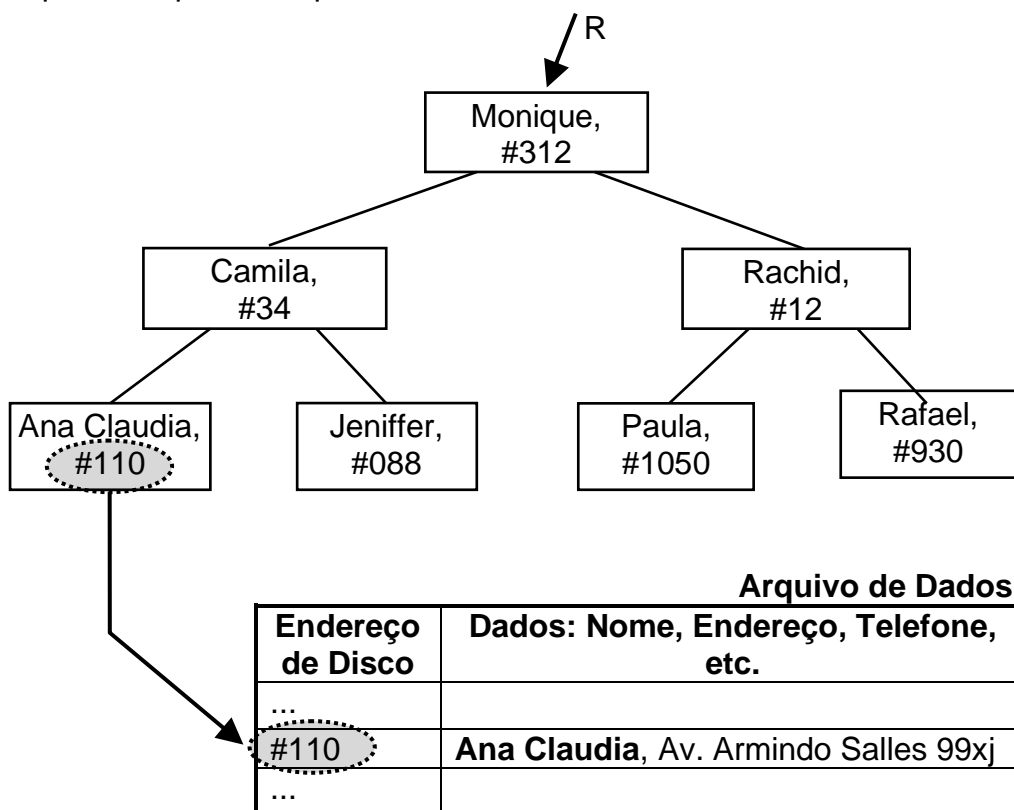 R
Monique,
#312
Camila,
#34
Rachid,
#12
Ana Claudia,
#110
Jeniffer,
#088
Paula,
#1050
Rafael,
#930
Arquivo de Dados
Endereço
de Disco
Dados: Nome, Endereço, Telefone,
etc.
...
#110
Ana Claudia, Av. Armindo Salles 99xj
...